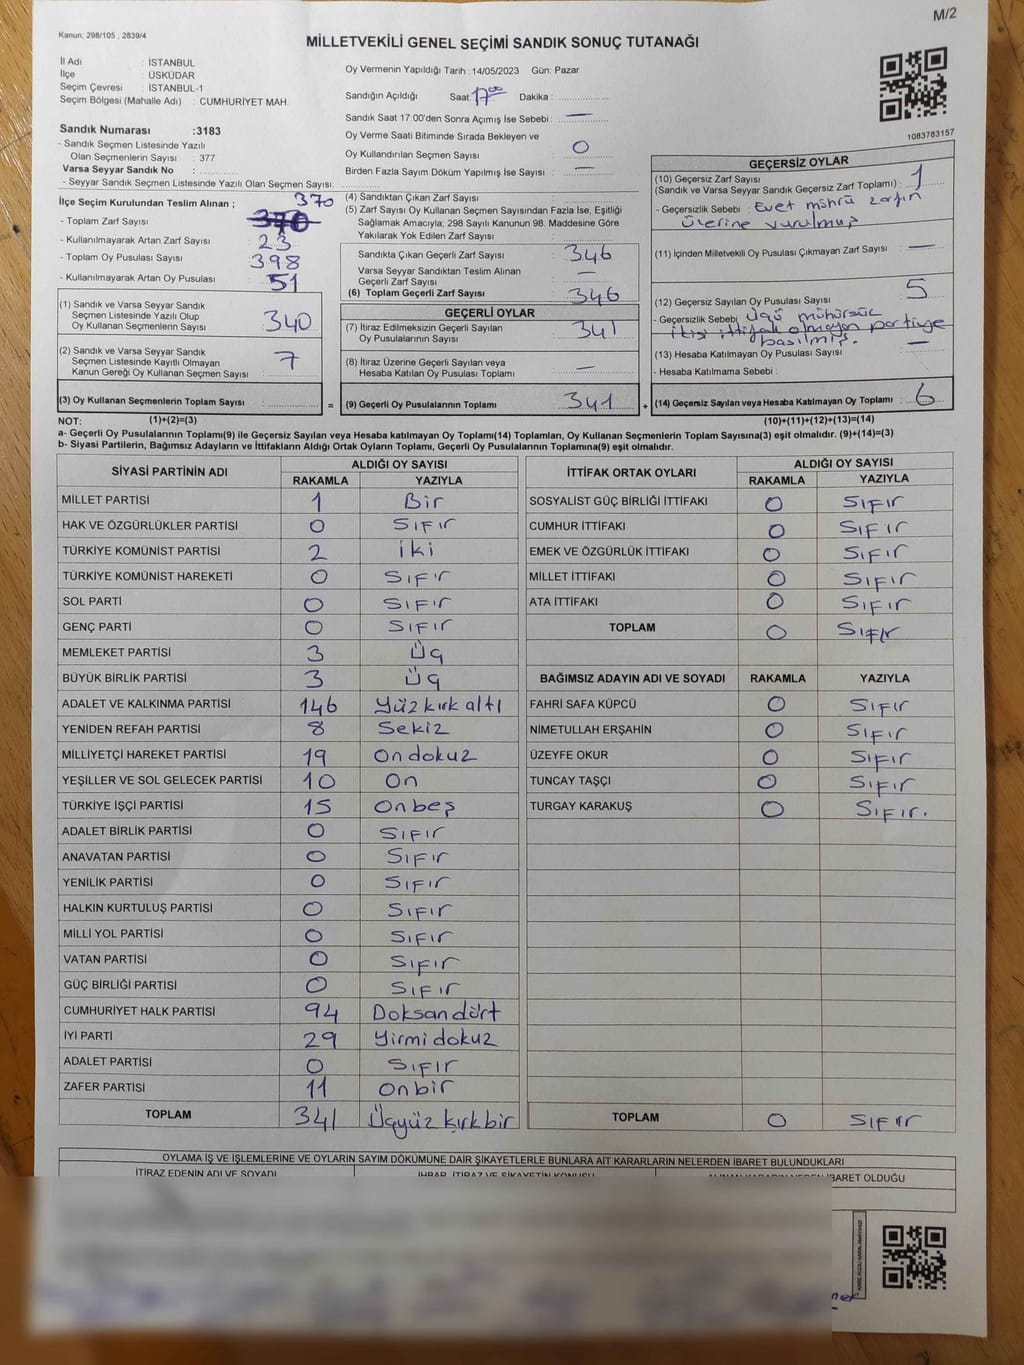 M/2
Kanun: 298/105 , 2839/4
MİLLETVEKİLİ GENEL SEÇİMİ SANDIK SONUÇ TUTANAĞI
İl Adı : İSTANBUL
İlçe : ÜSKÜDAR
Seçim Çevresi : İSTANBUL-1
Seçim Bölgesi (Mahalle Adı) : CUMHURİYET MAH.
Sandık Numarası :3183
- Sandık Seçmen Listesinde Yazılı
Olan Seçmenlerin Sayısı : 377
Varsa Seyyar Sandık No :
- Seyyar Sandık Seçmen Listesinde Yazılı Olan Seçmen Sayısı:
Oy Vermenin Yapıldığı Tarih :14/05/2023 Gün: Pazar
Sandığın Açıldığı Saat: 17:00 Dakika :
Sandık Saat 17:00'den Sonra Açımış İse Sebebi : —
Oy Verme Saati Bitiminde Sırada Bekleyen ve
Oy Kullandırılan Seçmen Sayısı 0
Birden Fazla Sayım Döküm Yapılmış İse Sayısı : —
1083783157
İlçe Seçim Kurulundan Teslim Alınan ; 370
- Toplam Zarf Sayısı : 370
- Kullanılmayarak Artan Zarf Sayısı : 23
- Toplam Oy Pusulası Sayısı : 398
- Kullanılmayarak Artan Oy Pusulası : 51
(1) Sandık ve Varsa Seyyar Sandık
Seçmen Listesinde Yazılı Olup
Oy Kullanan Seçmenlerin Sayısı : 340
(2) Sandık ve Varsa Seyyar Sandık
Seçmen Listesinde Kayıtlı Olmayan
Kanun Gereği Oy Kullanan Seçmen Sayısı : 7
(3) Oy Kullanan Seçmenlerin Toplam Sayısı :
(4) Sandıktan Çıkan Zarf Sayısı :
(5) Zarf Sayısı Oy Kullanan Seçmen Sayısından Fazla İse, Eşitliği
Sağlamak Amacıyla; 298 Sayılı Kanunun 98. Maddesine Göre
Yakılarak Yok Edilen Zarf Sayısı :
Sandıkta Çıkan Geçerli Zarf Sayısı : 346
Varsa Seyyar Sandıktan Teslim Alınan
Geçerli Zarf Sayısı : —
(6) Toplam Geçerli Zarf Sayısı : 346
GEÇERLİ OYLAR
(7) İtiraz Edilmeksizin Geçerli Sayılan
Oy Pusulalarının Sayısı : 341
(8) İtiraz Üzerine Geçerli Sayılan veya
Hesaba Katılan Oy Pusulası Toplamı : —
= (9) Geçerli Oy Pusulalarının Toplamı : 341 +
GEÇERSİZ OYLAR
(10) Geçersiz Zarf Sayısı
(Sandık ve Varsa Seyyar Sandık Geçersiz Zarf Toplamı) : 1
- Geçersizlik Sebebi : Evet mührü zarfın
üzerine vurulmuş
(11) İçinden Milletvekili Oy Pusulası Çıkmayan Zarf Sayısı : —
(12) Geçersiz Sayılan Oy Pusulası Sayısı : 5
- Geçersizlik Sebebi : Üçü mühürsüz
ikisi ittifak olmayan partiye
basılmış.
(13) Hesaba Katılmayan Oy Pusulası Sayısı : —
- Hesaba Katılmama Sebebi :
(14) Geçersiz Sayılan veya Hesaba Katılmayan Oy Toplamı : 6
NOT: (1)+(2)=(3)
(10)+(11)+(12)+(13)=(14)
a- Geçerli Oy Pusulalarının Toplamı(9) ile Geçersiz Sayılan veya Hesaba katılmayan Oy Toplamı(14) Toplamları, Oy Kullanan Seçmenlerin Toplam Sayısına(3) eşit olmalıdır. (9)+(14)=(3)
b- Siyasi Partilerin, Bağımsız Adayların ve İttifakların Aldığı Ortak Oyların Toplamı, Geçerli Oy Pusulalarının Toplamına(9) eşit olmalıdır.
SİYASİ PARTİNİN ADI ALDIĞI OY SAYISI
RAKAMLA YAZIYLA
MİLLET PARTİSİ 1 Bir
HAK VE ÖZGÜRLÜKLER PARTİSİ 0 Sıfır
TÜRKİYE KOMÜNİST PARTİSİ 2 iki
TÜRKİYE KOMÜNİST HAREKETİ 0 Sıfır
SOL PARTİ 0 Sıfır
GENÇ PARTİ 0 Sıfır
MEMLEKET PARTİSİ 3 Üç
BÜYÜK BİRLİK PARTİSİ 3 Üç
ADALET VE KALKINMA PARTİSİ 146 Yüz kırk altı
YENİDEN REFAH PARTİSİ 8 Sekiz
MİLLİYETÇİ HAREKET PARTİSİ 19 On dokuz
YEŞİLLER VE SOL GELECEK PARTİSİ 10 On
TÜRKİYE İŞÇİ PARTİSİ 15 On beş
ADALET BİRLİK PARTİSİ 0 Sıfır
ANAVATAN PARTİSİ 0 Sıfır
YENİLİK PARTİSİ 0 Sıfır
HALKIN KURTULUŞ PARTİSİ 0 Sıfır
MİLLİ YOL PARTİSİ 0 Sıfır
VATAN PARTİSİ 0 Sıfır
GÜÇ BİRLİĞİ PARTİSİ 0 Sıfır
CUMHURİYET HALK PARTİSİ 94 Doksan dört
İYİ PARTİ 29 Yirmi dokuz
ADALET PARTİSİ 0 Sıfır
ZAFER PARTİSİ 11 On bir
TOPLAM 341 Üçyüz kırk bir
İTTİFAK ORTAK OYLARI ALDIĞI OY SAYISI
RAKAMLA YAZIYLA
SOSYALİST GÜÇ BİRLİĞİ İTTİFAKI 0 Sıfır
CUMHUR İTTİFAKI 0 Sıfır
EMEK VE ÖZGÜRLÜK İTTİFAKI 0 Sıfır
MİLLET İTTİFAKI 0 Sıfır
ATA İTTİFAKI 0 Sıfır
TOPLAM 0 Sıfır
BAĞIMSIZ ADAYIN ADI VE SOYADI RAKAMLA YAZIYLA
FAHRİ SAFA KÜPCÜ 0 Sıfır
NİMETULLAH ERŞAHİN 0 Sıfır
ÜZEYFE OKUR 0 Sıfır
TUNCAY TAŞÇI 0 Sıfır
TURGAY KARAKUŞ 0 Sıfır.
TOPLAM 0 Sıfır
OYLAMA İŞ VE İŞLEMLERİNE VE OYLARIN SAYIM DÖKÜMÜNE DAİR ŞİKAYETLERLE BUNLARA AİT KARARLARIN NELERDEN İBARET BULUNDUKLARI
İTİRAZ EDENİN ADI VE SOYADI İHBAR, İTİRAZ VE ŞİKAYETİN KONUSU İBARET OLDUĞU